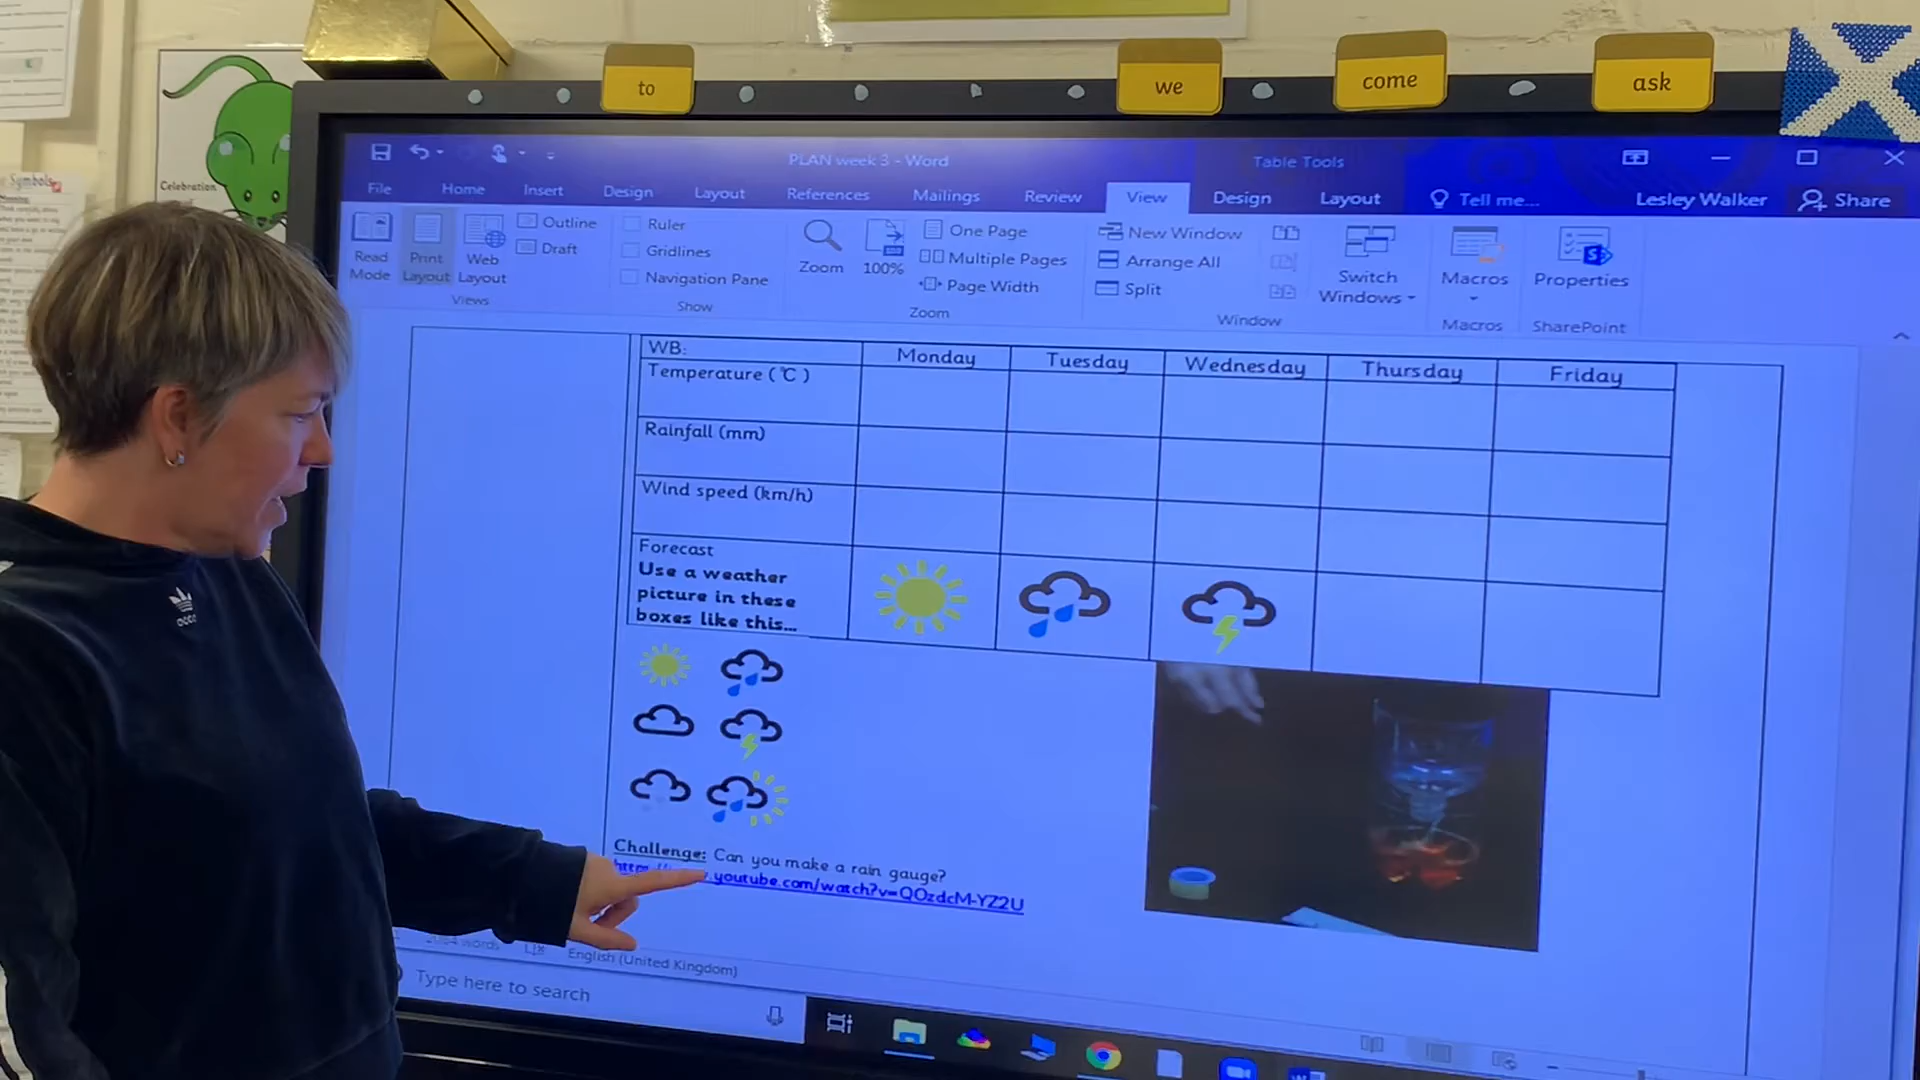 to
we
come
ask
Symbols
Celebration
PLAN week 3 - Word
Table Tools
File Home Insert Design Layout References Mailings Review View Design Layout Tell me... Lesley Walker Share
Read Mode
Print Layout
Web Layout
Outline
Draft
Views
Ruler
Gridlines
Navigation Pane
Show
Zoom
100%
One Page
Multiple Pages
Page Width
Zoom
New Window
Arrange All
Split
Switch Windows
Window
Macros
Macros
Properties
SharePoint
WB: Monday Tuesday Wednesday Thursday Friday
Temperature (℃)
Rainfall (mm)
Wind speed (km/h)
Forecast
Use a weather
picture in these
boxes like this...
Challenge: Can you make a rain gauge?
.youtube.com/watch?v=QOzdcM-YZ2U
words
English (United Kingdom)
Type here to search